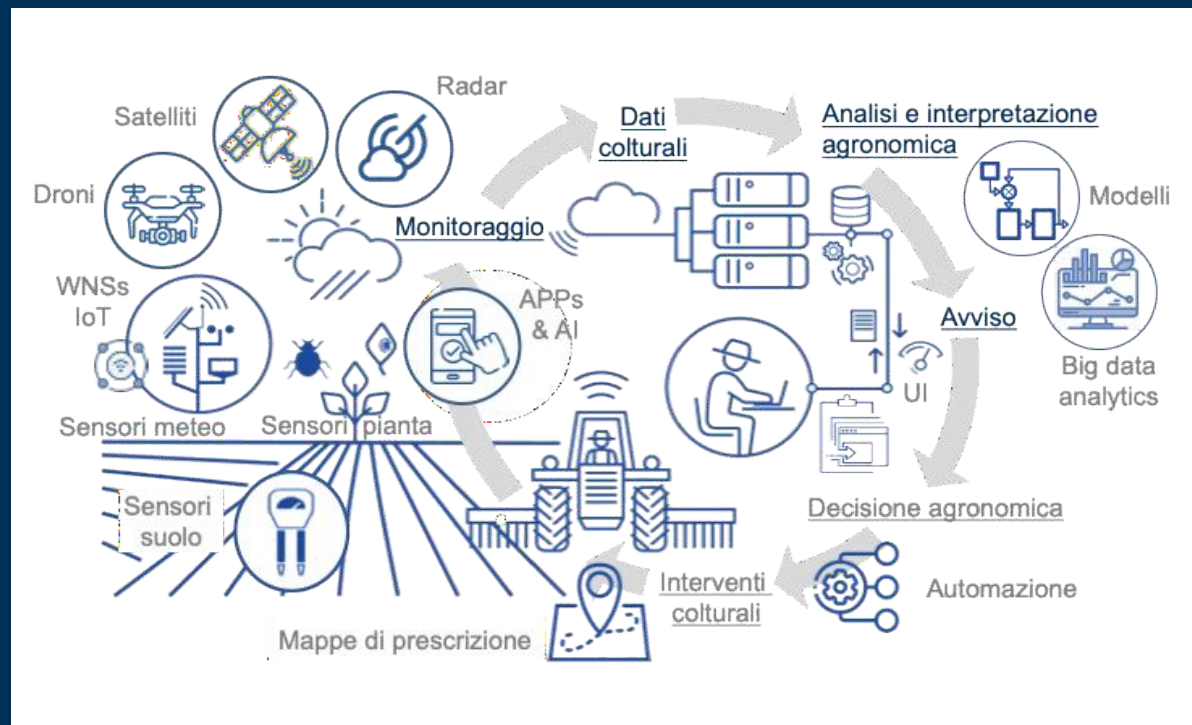 Radar
Satelliti
Droni
Dati
colturali
Analisi e interpretazione
agronomica
Modelli
Monitoraggio
WNSs
IoT
APPs
& AI
Avviso
Big data
analytics
UI
Sensori meteo
Sensori pianta
Sensori
suolo
Decisione agronomica
Interventi
colturali
Automazione
Mappe di prescrizione